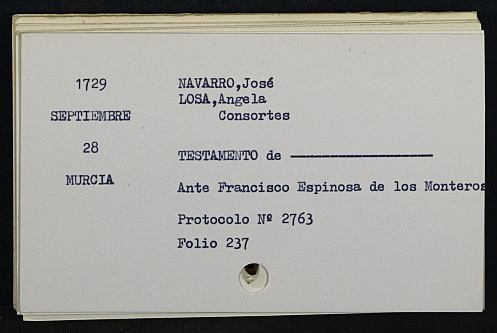 1729
SEPTIEMBRE
28
MURCIA
NAVARRO,José
LOSA,Angela
Consortes
TESTAMENTO de ————————
Ante Francisco Espinosa de los Monteros
Protocolo Nº 2763
Folio 237